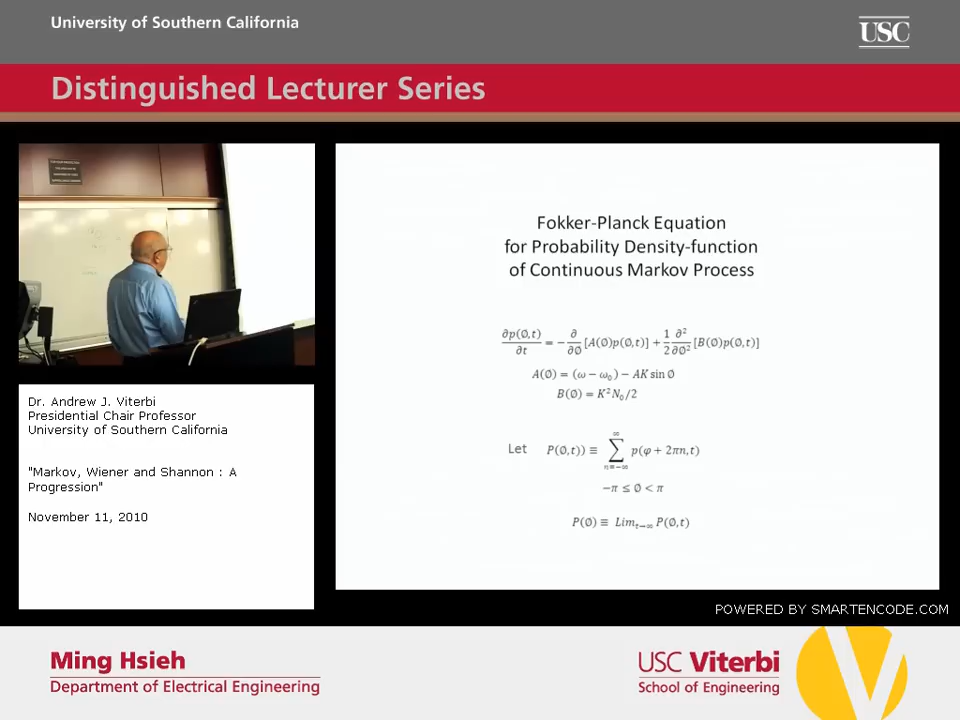 University of Southern California
USC
Distinguished Lecturer Series
Fokker-Planck Equation
for Probability Density-function
of Continuous Markov Process
∂p(Ø,t)/∂t = −∂/∂Ø [A(Ø)p(Ø,t)] + 1/2 ∂²/∂Ø² [B(Ø)p(Ø,t)]
A(Ø) = (ω − ω₀) − AK sin Ø
B(Ø) = K²N₀/2
Let P(Ø,t)) ≡ ∑_{n=−∞}^{∞} p(φ + 2πn, t)
−π ≤ Ø < π
P(Ø) ≡ Lim_{t→∞} P(Ø,t)
Dr. Andrew J. Viterbi
Presidential Chair Professor
University of Southern California
"Markov, Wiener and Shannon : A
Progression"
November 11, 2010
POWERED BY SMARTENCODE.COM
Ming Hsieh
Department of Electrical Engineering
USC Viterbi
School of Engineering